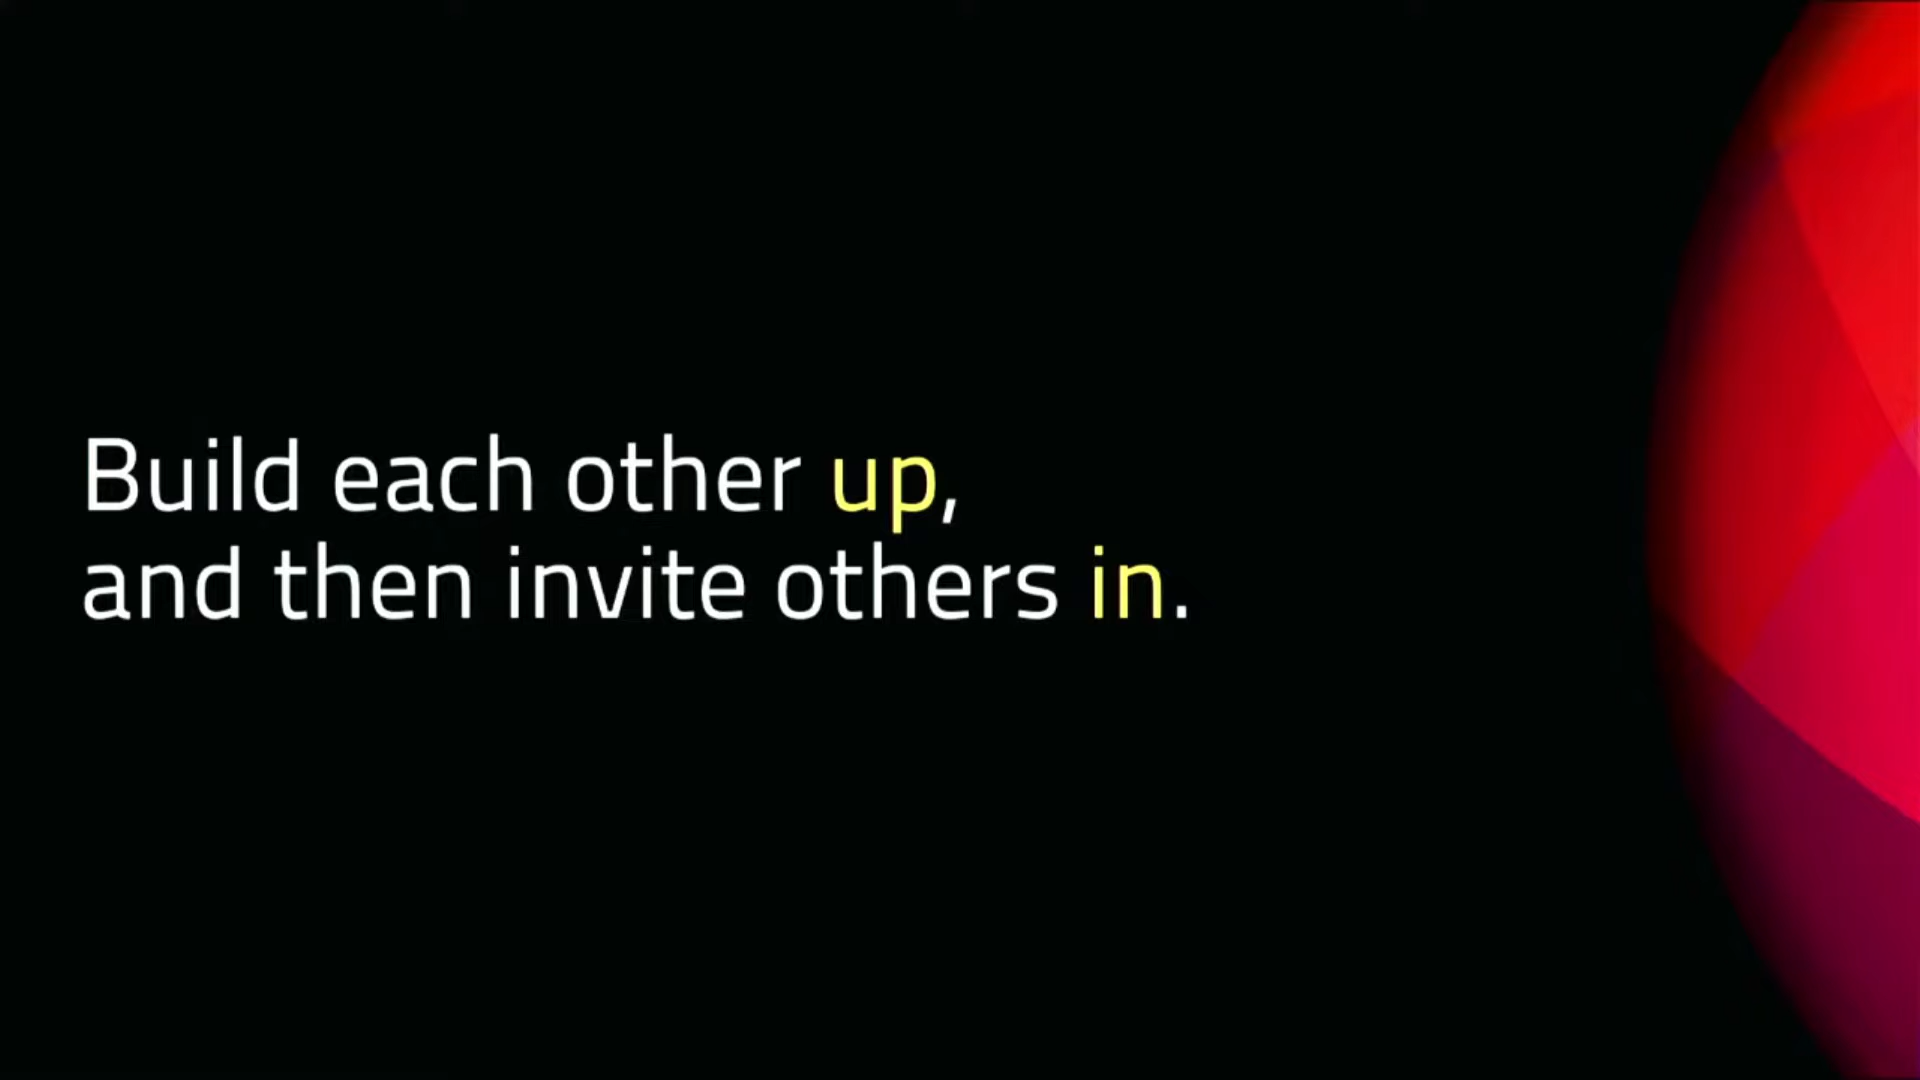 Build each other up,
and then invite others in.